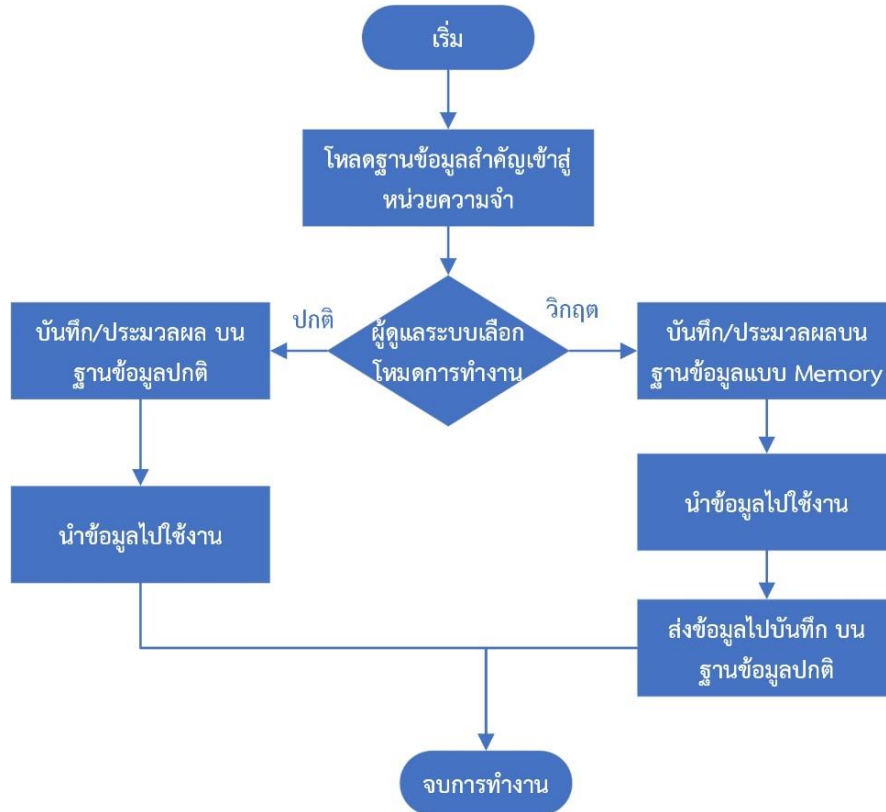 เริ่ม
โหลดฐานข้อมูลสำคัญเข้าสู่
หน่วยความจำ
ปกติ
วิกฤต
ผู้ดูแลระบบเลือก
โหมดการทำงาน
บันทึก/ประมวลผล บน
ฐานข้อมูลปกติ
บันทึก/ประมวลผลบน
ฐานข้อมูลแบบ Memory
นำข้อมูลไปใช้งาน
นำข้อมูลไปใช้งาน
ส่งข้อมูลไปบันทึก บน
ฐานข้อมูลปกติ
จบการทำงาน